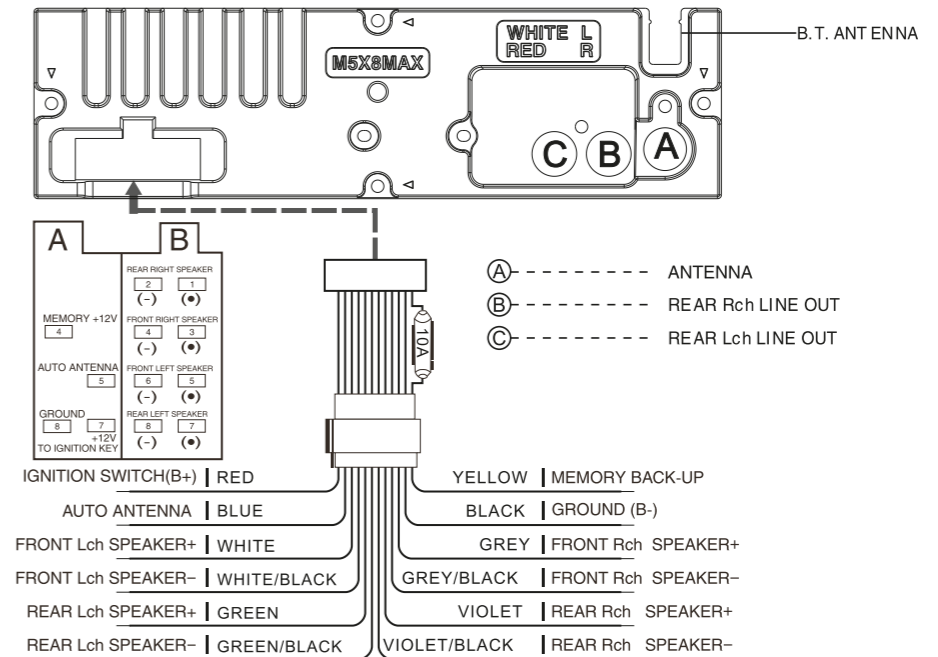 WHITE L
RED R
B.T. ANTENNA
M5X8MAX
C B A
A B
REAR RIGHT SPEAKER
2 1
(-) (•)
MEMORY +12V
4
FRONT RIGHT SPEAKER
4 3
(-) (•)
AUTO ANTENNA
5
FRONT LEFT SPEAKER
6 5
(-) (•)
GROUND
8 7
+12V
TO IGNITION KEY
REAR LEFT SPEAKER
8 7
(-) (•)
10A
A ANTENNA
B REAR Rch LINE OUT
C REAR Lch LINE OUT
IGNITION SWITCH(B+) RED
YELLOW MEMORY BACK-UP
AUTO ANTENNA BLUE
BLACK GROUND (B-)
FRONT Lch SPEAKER+ WHITE
GREY FRONT Rch SPEAKER+
FRONT Lch SPEAKER– WHITE/BLACK
GREY/BLACK FRONT Rch SPEAKER–
REAR Lch SPEAKER+ GREEN
VIOLET REAR Rch SPEAKER+
REAR Lch SPEAKER– GREEN/BLACK
VIOLET/BLACK REAR Rch SPEAKER–